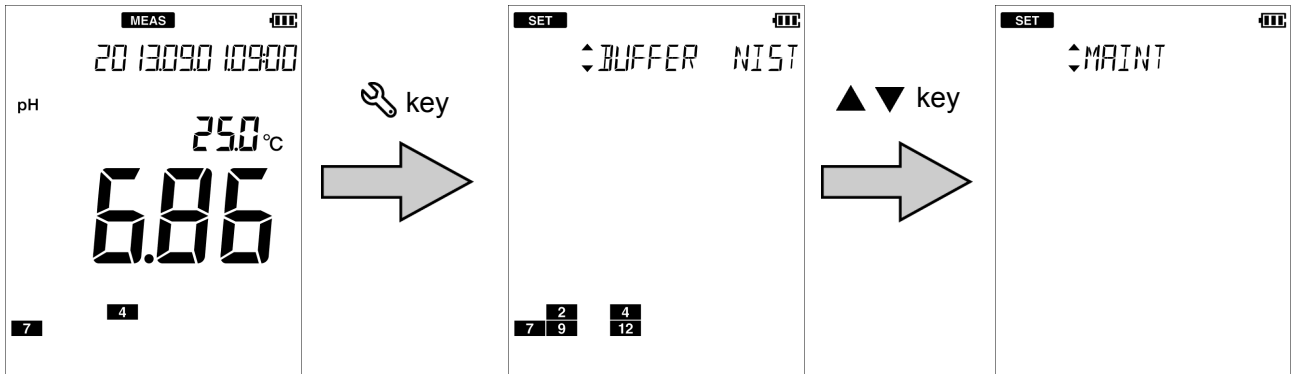 MEAS
2013.09.01.09:00
pH
25.0 °C
6.86
4
7
key
SET
BUFFER NIST
2 4
7 9 12
▲ ▼ key
SET
MAINT